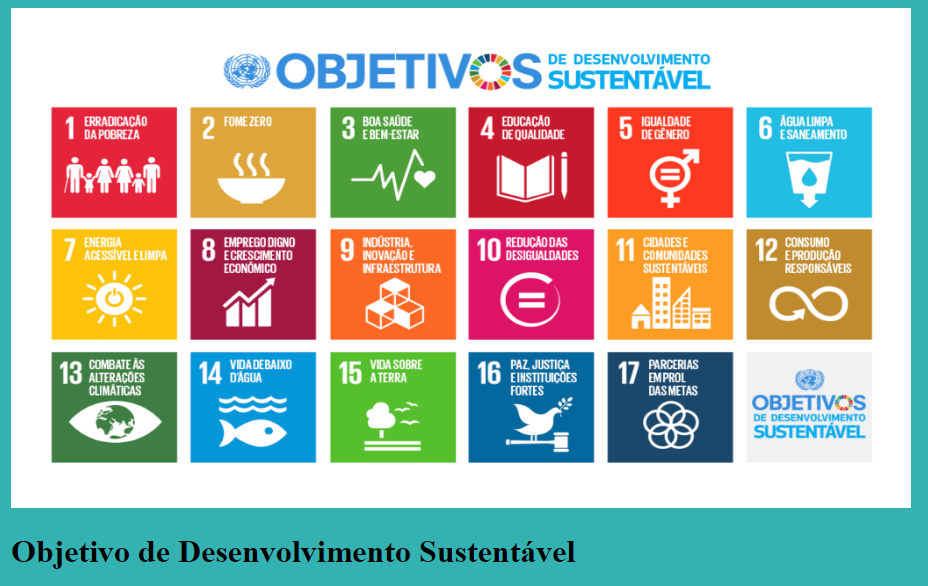 OBJETIVOS DE DESENVOLVIMENTO
SUSTENTÁVEL
1 ERRADICAÇÃO
DA POBREZA
2 FOME ZERO
3 BOA SAÚDE
E BEM-ESTAR
4 EDUCAÇÃO
DE QUALIDADE
5 IGUALDADE
DE GÊNERO
6 ÁGUA LIMPA
E SANEAMENTO
7 ENERGIA
ACESSÍVEL E LIMPA
8 EMPREGO DIGNO
E CRESCIMENTO
ECONÔMICO
9 INDÚSTRIA,
INOVAÇÃO E
INFRAESTRUTURA
10 REDUÇÃO DAS
DESIGUALDADES
11 CIDADES E
COMUNIDADES
SUSTENTÁVEIS
12 CONSUMO
E PRODUÇÃO
RESPONSÁVEIS
13 COMBATE ÀS
ALTERAÇÕES
CLIMÁTICAS
14 VIDA DEBAIXO
D'ÁGUA
15 VIDA SOBRE
A TERRA
16 PAZ, JUSTIÇA
E INSTITUIÇÕES
FORTES
17 PARCERIAS
EM PROL
DAS METAS
OBJETIVOS
DE DESENVOLVIMENTO
SUSTENTÁVEL
Objetivo de Desenvolvimento Sustentável